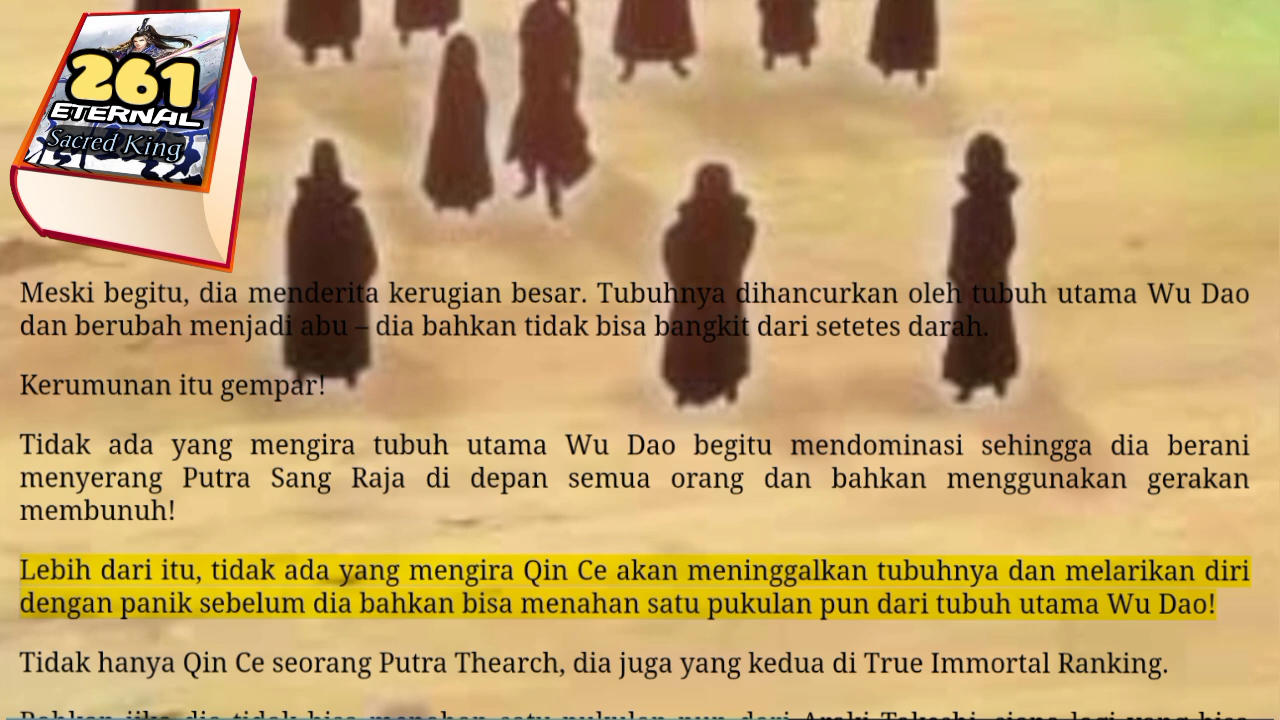 261
ETERNAL
Sacred King
Meski begitu, dia menderita kerugian besar. Tubuhnya dihancurkan oleh tubuh utama Wu Dao
dan berubah menjadi abu – dia bahkan tidak bisa bangkit dari setetes darah.
Kerumunan itu gempar!
Tidak ada yang mengira tubuh utama Wu Dao begitu mendominasi sehingga dia berani
menyerang Putra Sang Raja di depan semua orang dan bahkan menggunakan gerakan
membunuh!
Lebih dari itu, tidak ada yang mengira Qin Ce akan meninggalkan tubuhnya dan melarikan diri
dengan panik sebelum dia bahkan bisa menahan satu pukulan pun dari tubuh utama Wu Dao!
Tidak hanya Qin Ce seorang Putra Thearch, dia juga yang kedua di True Immortal Ranking.